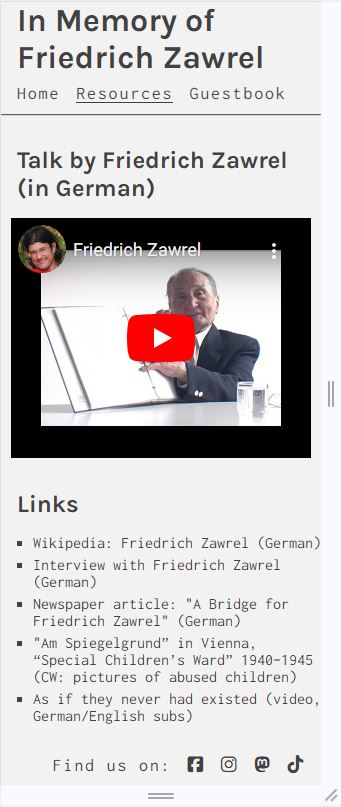 In Memory of
Friedrich Zawrel
Home Resources Guestbook
Talk by Friedrich Zawrel
(in German)
Friedrich Zawrel
Links
Wikipedia: Friedrich Zawrel (German)
Interview with Friedrich Zawrel
(German)
Newspaper article: "A Bridge for
Friedrich Zawrel" (German)
"Am Spiegelgrund” in Vienna,
“Special Children’s Ward” 1940–1945
(CW: pictures of abused children)
As if they never had existed (video,
German/English subs)
Find us on: